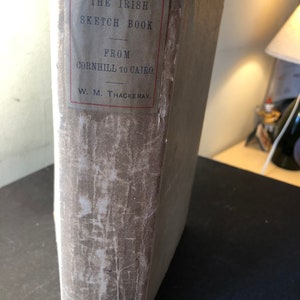 THE IRISH
SKETCH BOOK
FROM
CORNHILL TO CAIRO.
W. M. THACKERAY.